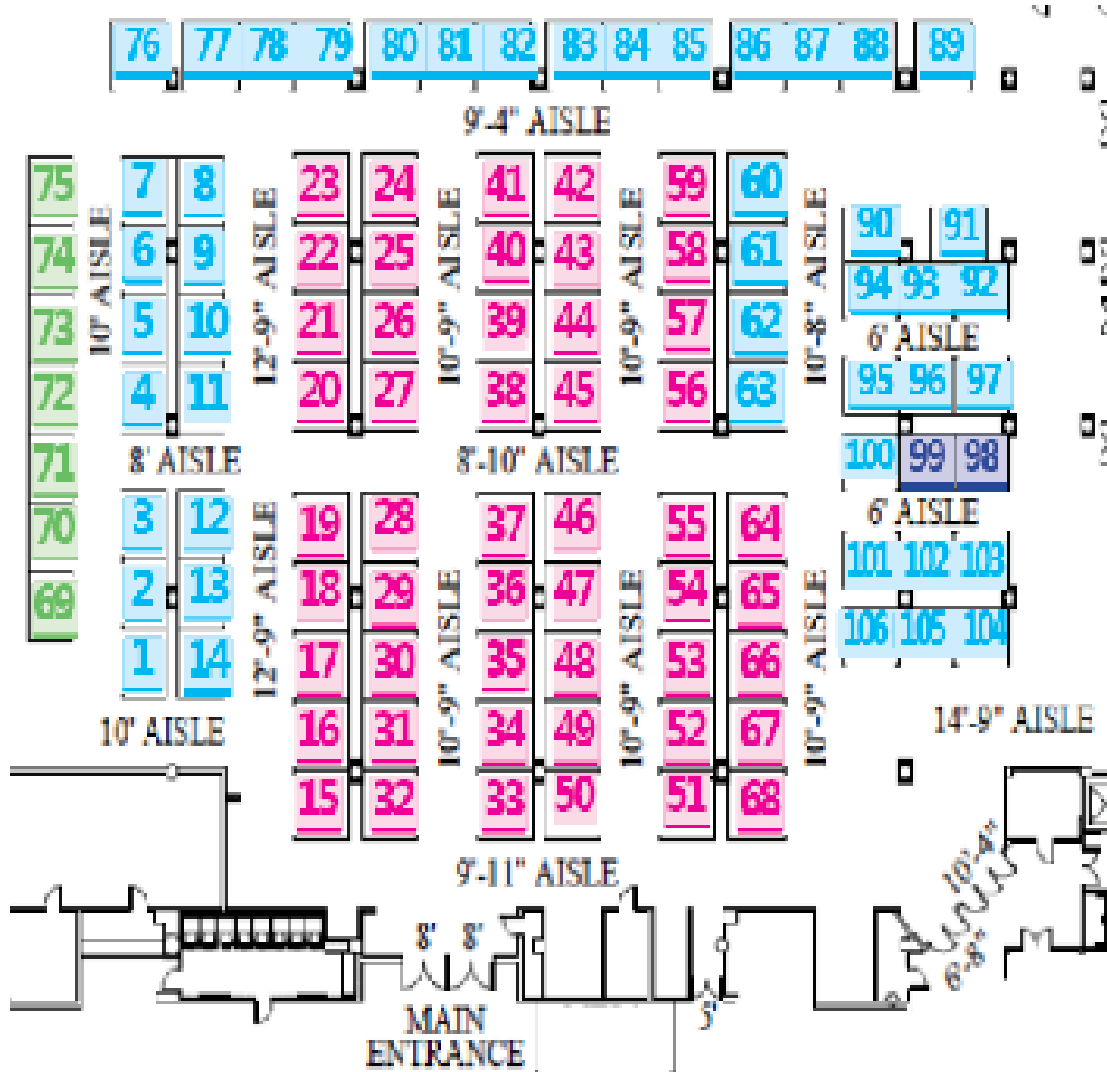 76 77 78 79 80 81 82 83 84 85 86 87 88 89
9'-4" AISLE
75 7 8 23 24 41 42 59 60
10' AISLE
12'-9" AISLE
10'-9" AISLE
10'-9" AISLE
10'-8" AISLE
90 91
74 6 9 22 25 40 43 58 61
94 93 92
73 5 10 21 26 39 44 57 62
6' AISLE
72 4 11 20 27 38 45 56 63
95 96 97
71
8' AISLE
8'-10" AISLE
100 99 98
6' AISLE
70 3 12 19 28 37 46 55 64
12'-9" AISLE
10'-9" AISLE
10'-9" AISLE
10'-9" AISLE
101 102 103
69 2 13 18 29 36 47 54 65
106 105 104
1 14 17 30 35 48 53 66
10' AISLE
16 31 34 49 52 67
14'-9" AISLE
15 32 33 50 51 68
9'-11" AISLE
10'-4"
8' 8'
6'-8"
MAIN
ENTRANCE